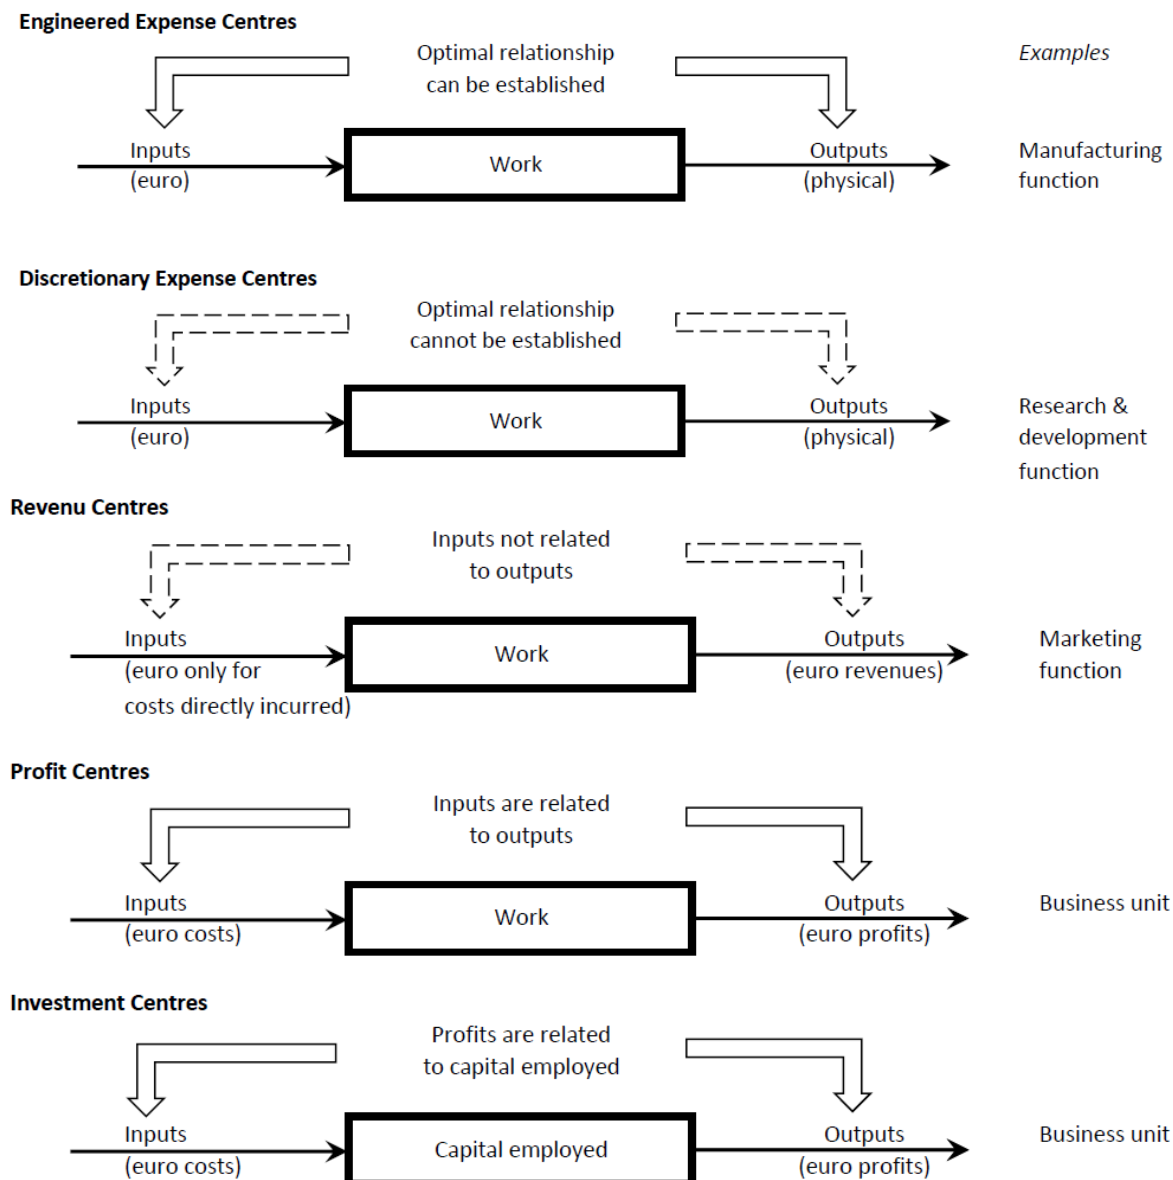 Engineered Expense Centres
Optimal relationship
can be established
Examples
Inputs
(euro)
Work
Outputs
(physical)
Manufacturing
function
Discretionary Expense Centres
Optimal relationship
cannot be established
Inputs
(euro)
Work
Outputs
(physical)
Research &
development
function
Revenu Centres
Inputs not related
to outputs
Inputs
(euro only for
costs directly incurred)
Work
Outputs
(euro revenues)
Marketing
function
Profit Centres
Inputs are related
to outputs
Inputs
(euro costs)
Work
Outputs
(euro profits)
Business unit
Investment Centres
Profits are related
to capital employed
Inputs
(euro costs)
Capital employed
Outputs
(euro profits)
Business unit